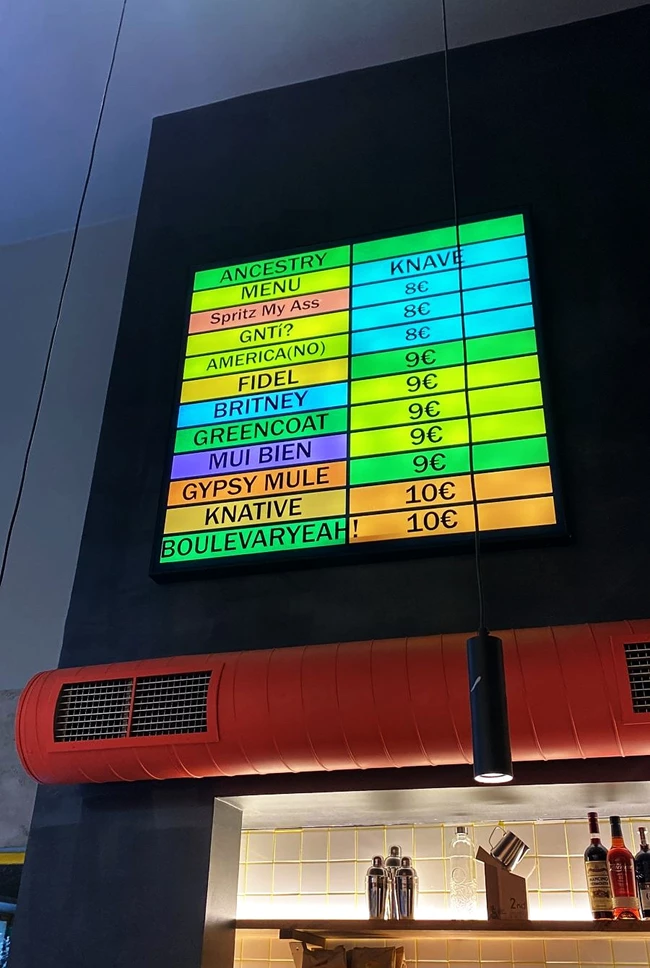 ANCESTRY
MENU KNAVE
Spritz My Ass 8€
GNTí? 8€
AMERICA(NO) 8€
FIDEL 9€
BRITNEY 9€
GREENCOAT 9€
MUI BIEN 9€
GYPSY MULE 9€
KNATIVE 10€
BOULEVARYEAH! 10€